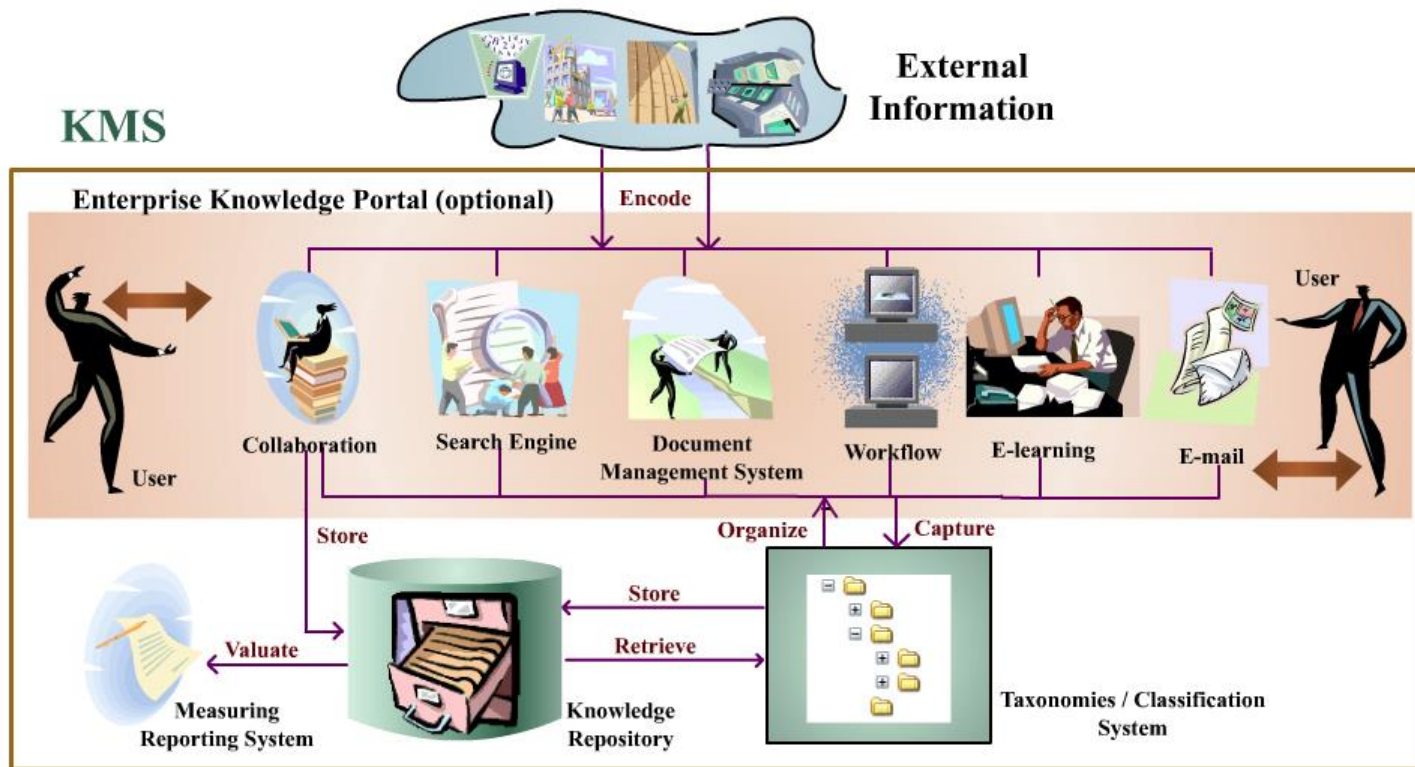 External
Information
KMS
Enterprise Knowledge Portal (optional)
Encode
User
User
Collaboration
Search Engine
Document
Management System
Workflow
E-learning
E-mail
Store
Organize
Capture
Store
Valuate
Retrieve
Measuring
Reporting System
Knowledge
Repository
Taxonomies / Classification
System